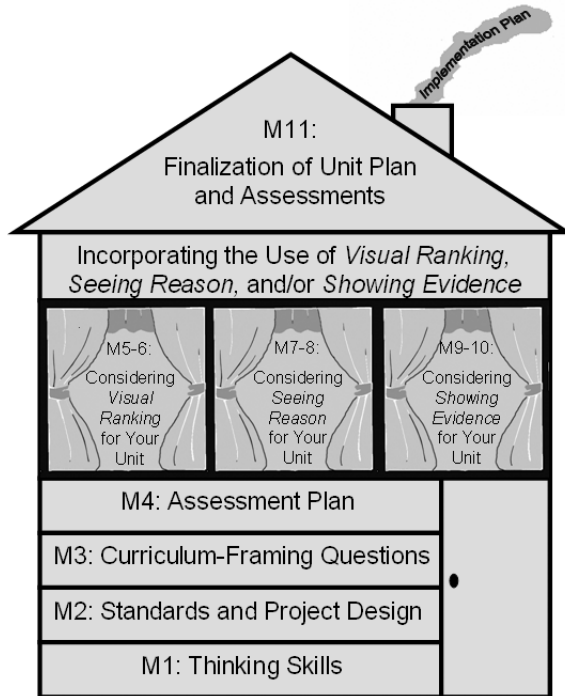 Implementation Plan
M11:
Finalization of Unit Plan
and Assessments
Incorporating the Use of Visual Ranking,
Seeing Reason, and/or Showing Evidence
M5-6:
Considering
Visual
Ranking
for Your
Unit
M7-8:
Considering
Seeing
Reason
for Your
Unit
M9-10:
Considering
Showing
Evidence
for Your
Unit
M4: Assessment Plan
M3: Curriculum-Framing Questions
M2: Standards and Project Design
M1: Thinking Skills